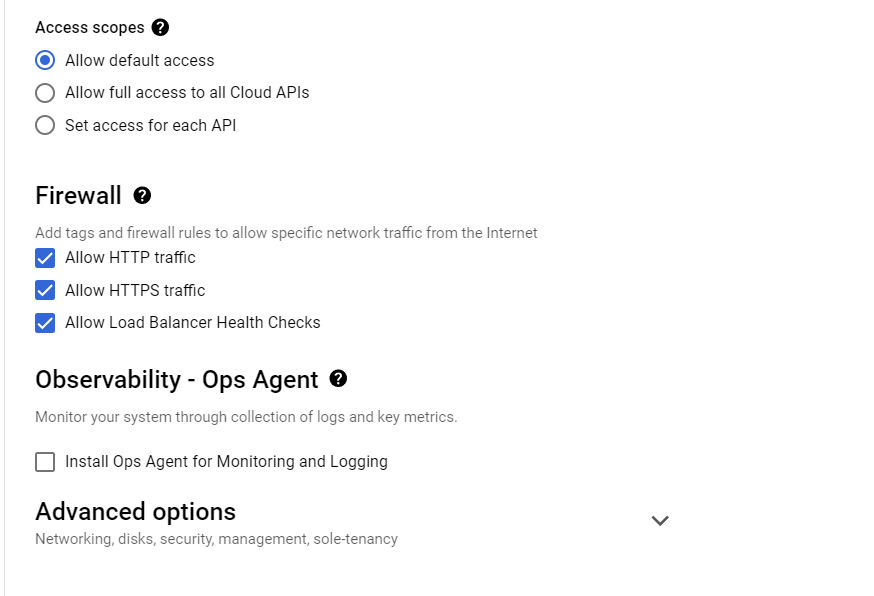 Access scopes
Allow default access
Allow full access to all Cloud APIs
Set access for each API
Firewall
Add tags and firewall rules to allow specific network traffic from the Internet
Allow HTTP traffic
Allow HTTPS traffic
Allow Load Balancer Health Checks
Observability - Ops Agent
Monitor your system through collection of logs and key metrics.
Install Ops Agent for Monitoring and Logging
Advanced options
Networking, disks, security, management, sole-tenancy